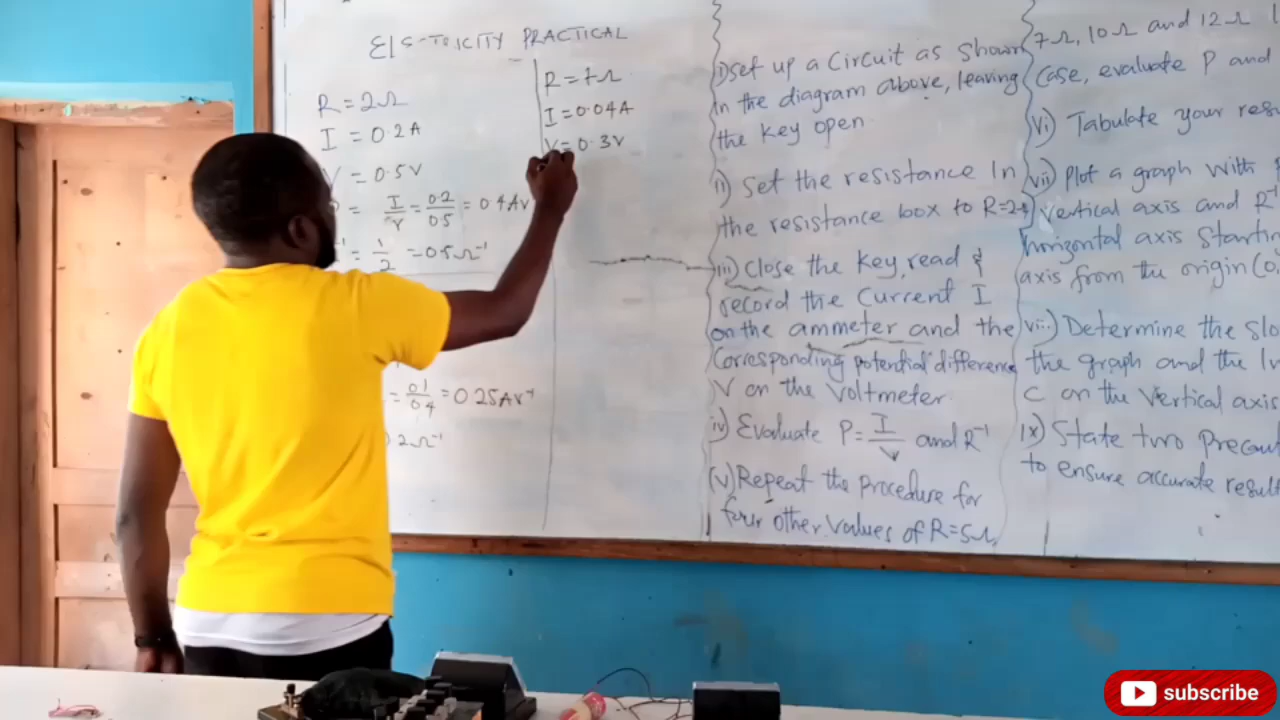 PRACTICAL
R = 2Ω
I = 0.2A
V = 0.5V
= I/V = 0.2/0.5 = 0.4AV
= 1/2 = 0.5Ω⁻¹
= 0.1/0.4 = 0.25AV⁻¹
2Ω⁻¹
R = 7Ω
I = 0.04A
V = 0.3V
i) Set up a Circuit as Shown
in the diagram above, leaving
the Key open
ii) Set the resistance In
the resistance box to R=2Ω
iii) Close the Key, read &
record the Current I
on the ammeter and the
Corresponding potential difference
V on the Voltmeter.
iv) Evaluate P = I/V and R⁻¹
(v) Repeat the Procedure for
four other Values of R = 5Ω,
7Ω, 10Ω and 12Ω
Case, evaluate P and
vi) Tabulate your
vii) Plot a graph with
Vertical axis and R⁻¹
horizontal axis Starting
axis from the origin (0,
viii) Determine the
the graph and the
C on the Vertical axis
ix) State two
to ensure accurate result
subscribe